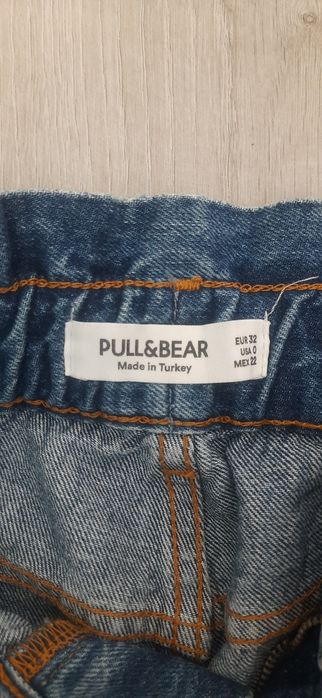 PULL&BEAR
Made in Turkey
EUR 32
USA 0
MEX 22